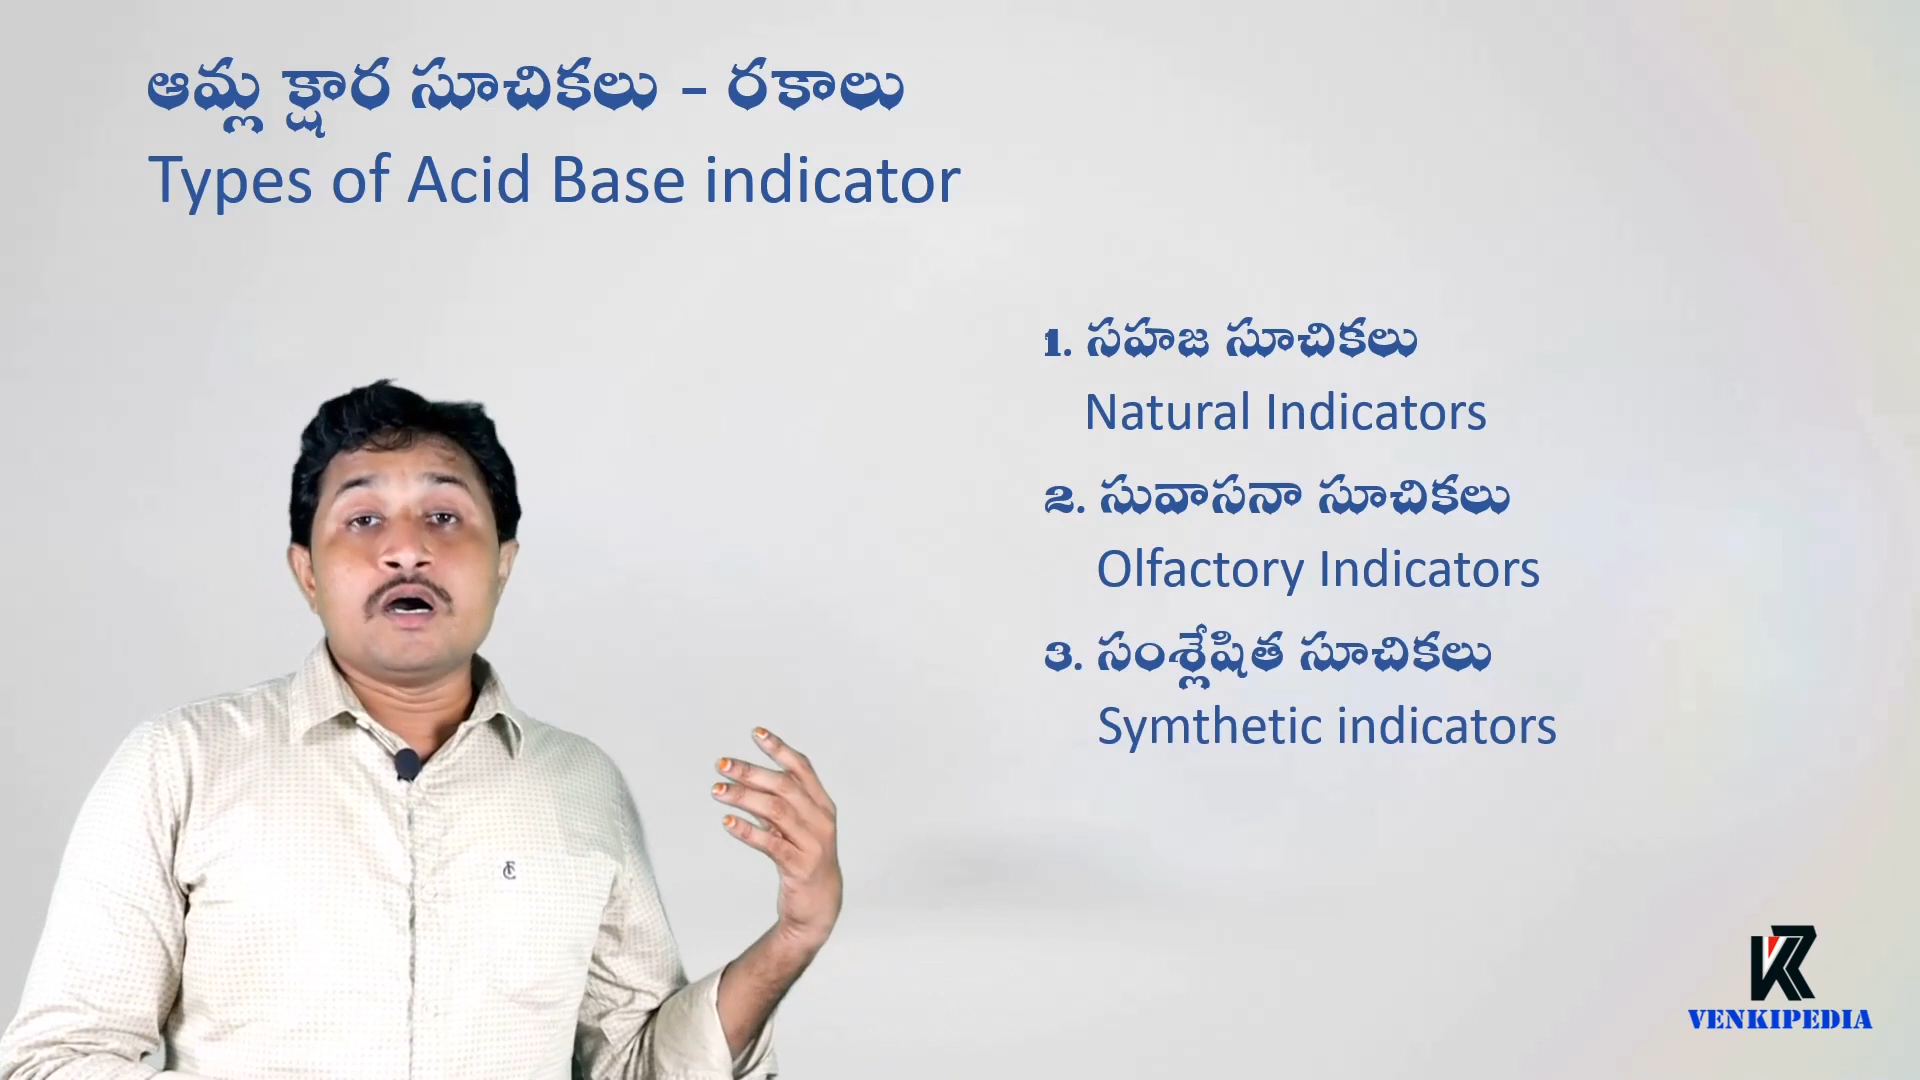 ఆమ్ల క్షార సూచికలు – రకాలు
Types of Acid Base indicator
1. సహజ సూచికలు
Natural Indicators
2. సువాసనా సూచికలు
Olfactory Indicators
3. సంశ్లేషిత సూచికలు
Symthetic indicators
VENKIPEDIA